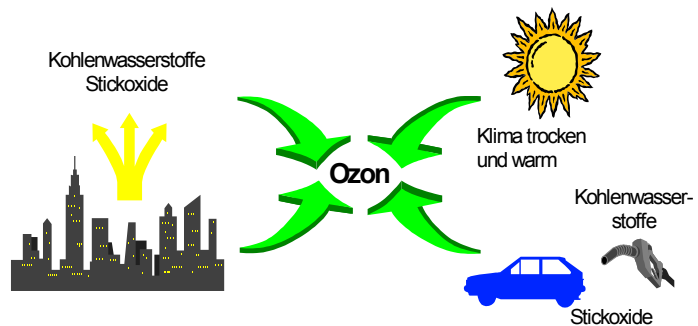 Kohlenwasserstoffe
Stickoxide
Klima trocken
und warm
Ozon
Kohlenwasser-
stoffe
Stickoxide